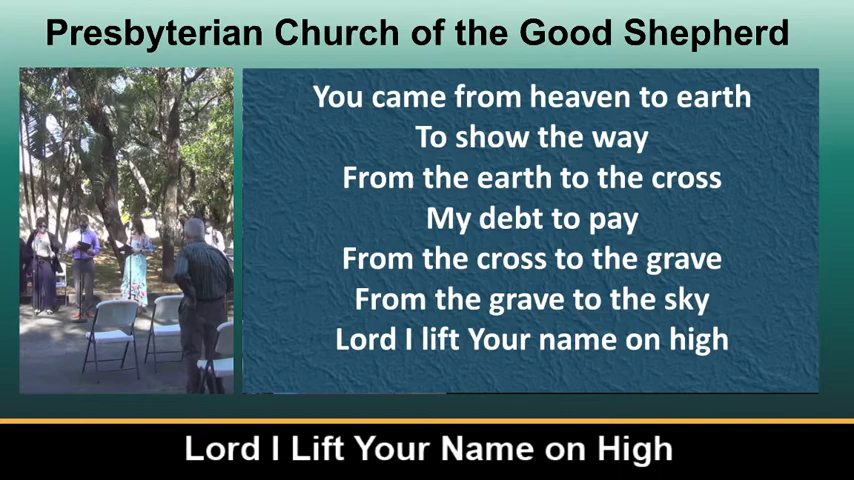 Presbyterian Church of the Good Shepherd
You came from heaven to earth
To show the way
From the earth to the cross
My debt to pay
From the cross to the grave
From the grave to the sky
Lord I lift Your name on high
Lord I Lift Your Name on High